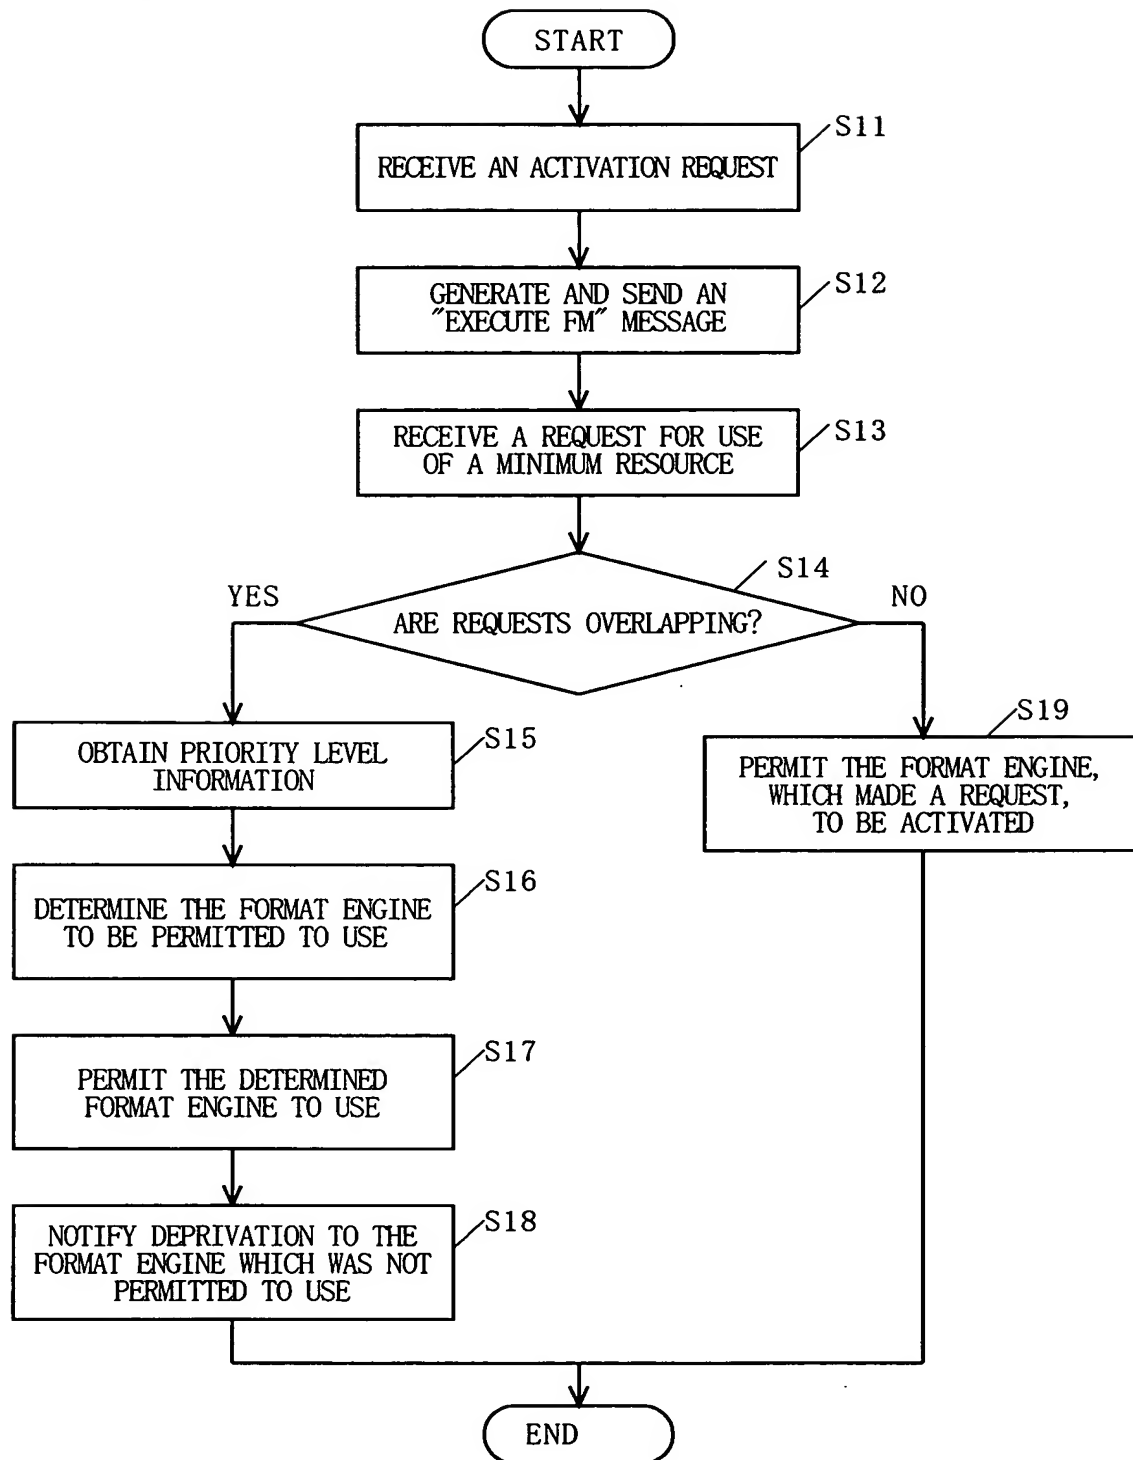 START
S11
RECEIVE AN ACTIVATION REQUEST
S12
GENERATE AND SEND AN
"EXECUTE FM" MESSAGE
S13
RECEIVE A REQUEST FOR USE
OF A MINIMUM RESOURCE
S14
YES
NO
ARE REQUESTS OVERLAPPING?
S15
OBTAIN PRIORITY LEVEL
INFORMATION
S19
PERMIT THE FORMAT ENGINE,
WHICH MADE A REQUEST,
TO BE ACTIVATED
S16
DETERMINE THE FORMAT ENGINE
TO BE PERMITTED TO USE
S17
PERMIT THE DETERMINED
FORMAT ENGINE TO USE
S18
NOTIFY DEPRIVATION TO THE
FORMAT ENGINE WHICH WAS NOT
PERMITTED TO USE
END